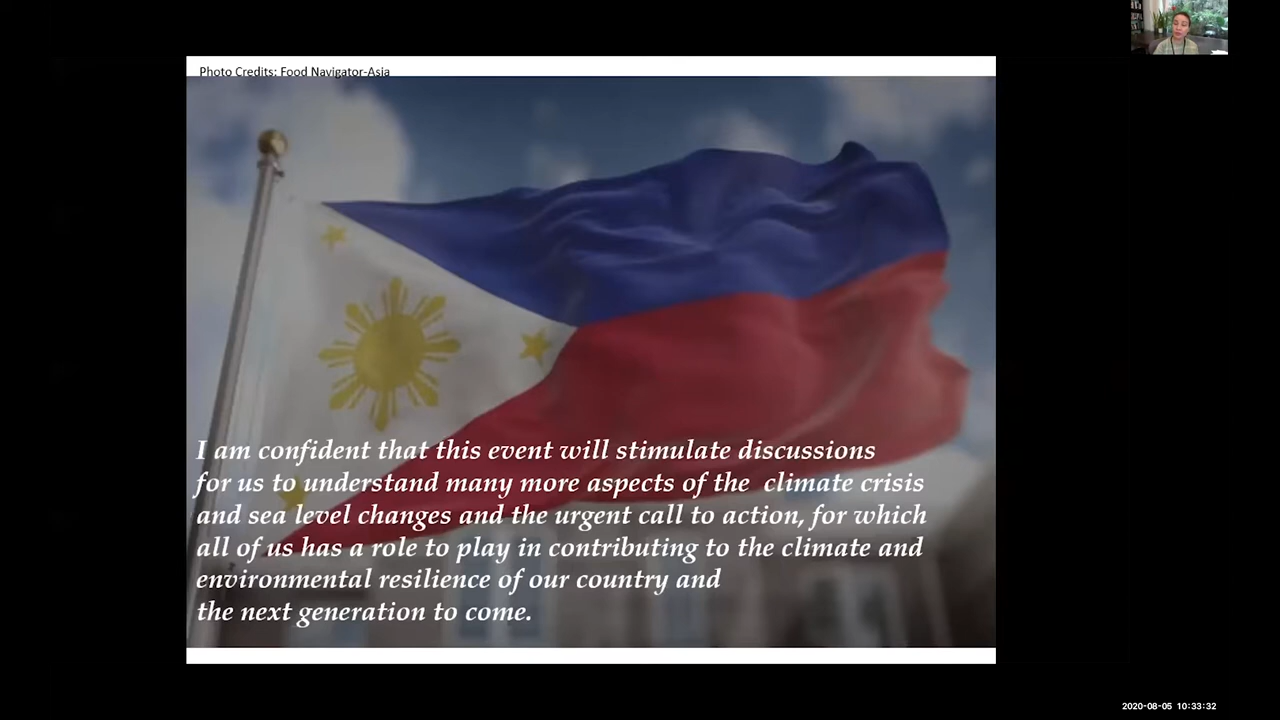 Photo Credits: Food Navigator-Asia
I am confident that this event will stimulate discussions
for us to understand many more aspects of the climate crisis
and sea level changes and the urgent call to action, for which
all of us has a role to play in contributing to the climate and
environmental resilience of our country and
the next generation to come.
2020-08-05 10:33:32